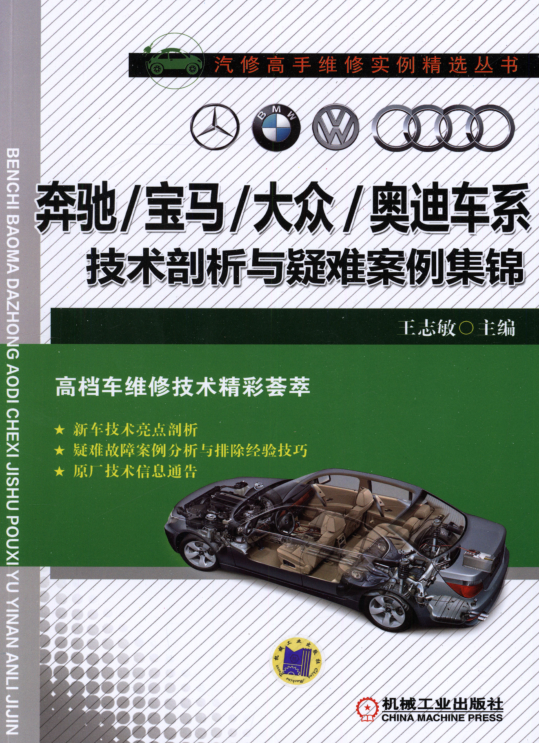 汽修高手维修实例精选丛书
BMW
奔驰/宝马/大众/奥迪车系
技术剖析与疑难案例集锦
王志敏○主编
高档车维修技术精彩荟萃
★ 新车技术亮点剖析
★ 疑难故障案例分析与排除经验技巧
★ 原厂技术信息通告
BENCHI BAOMA DAZHONG AODI CHEXI JISHU POUXI YU YINAN ANLI JIJIN
机械工业出版社
CHINA MACHINE PRESS